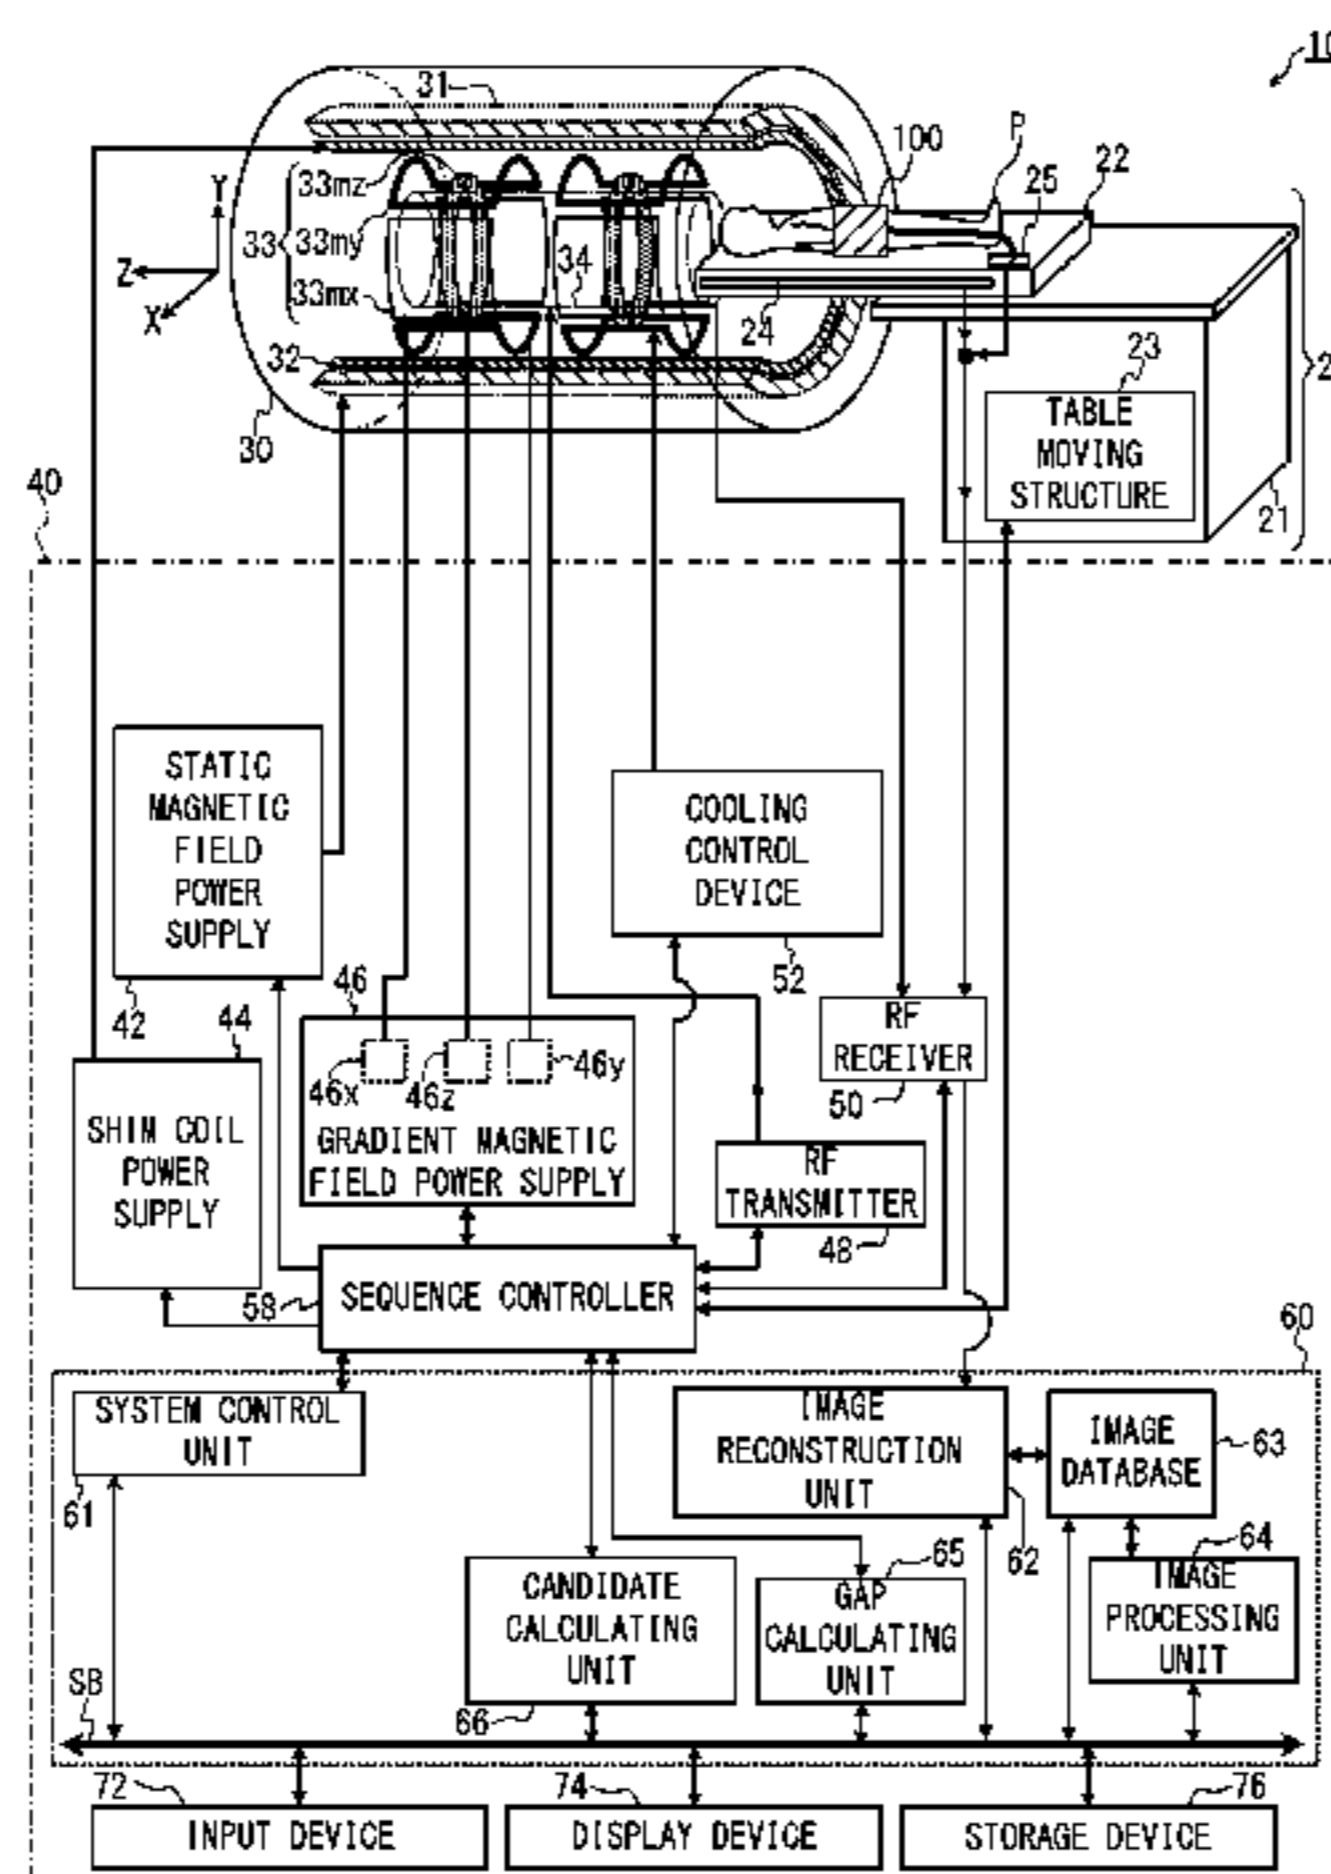 10
31
P
100
22
25
33mz
Y
33
33my
34
Z
X
33mx
24
32
23
2
30
TABLE
MOVING
STRUCTURE
21
40
STATIC
MAGNETIC
FIELD
POWER
SUPPLY
COOLING
CONTROL
DEVICE
52
42
44
46
RF
RECEIVER
50
46x
46z
46y
SHIM COIL
POWER
SUPPLY
GRADIENT MAGNETIC
FIELD POWER SUPPLY
RF
TRANSMITTER
48
58
SEQUENCE CONTROLLER
60
SYSTEM CONTROL
UNIT
61
IMAGE
RECONSTRUCTION
UNIT
62
IMAGE
DATABASE
63
64
65
CANDIDATE
CALCULATING
UNIT
66
GAP
CALCULATING
UNIT
IMAGE
PROCESSING
UNIT
SB
72
74
76
INPUT DEVICE
DISPLAY DEVICE
STORAGE DEVICE